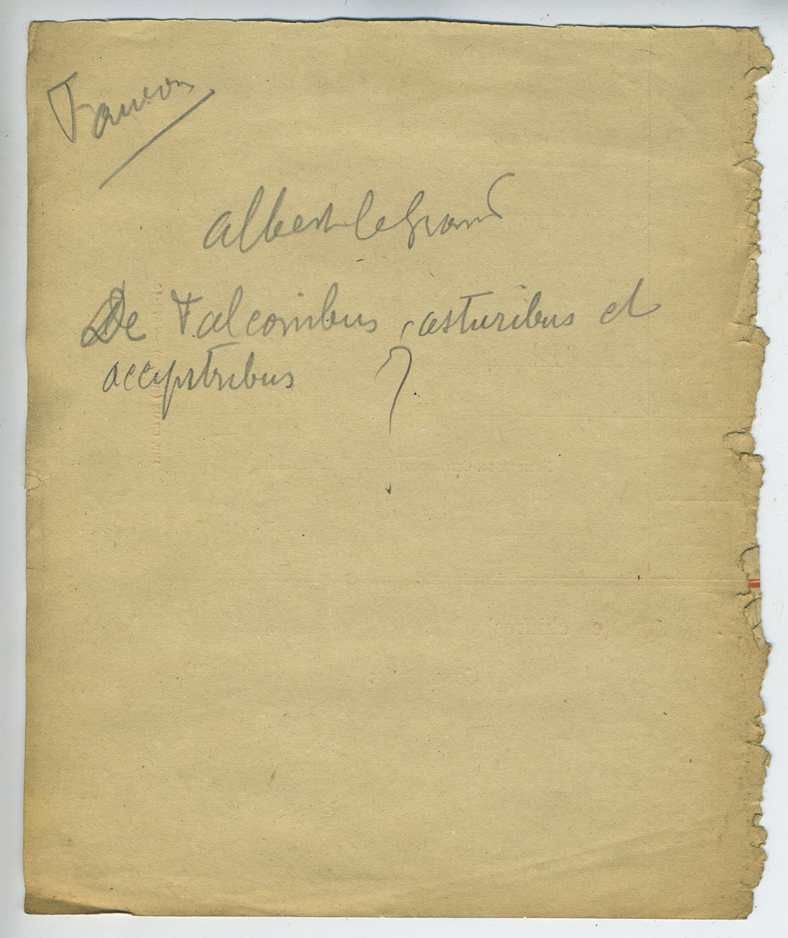 Faucon
Albert le Grand
De Falconibus, asturibus et
accipitribus ?